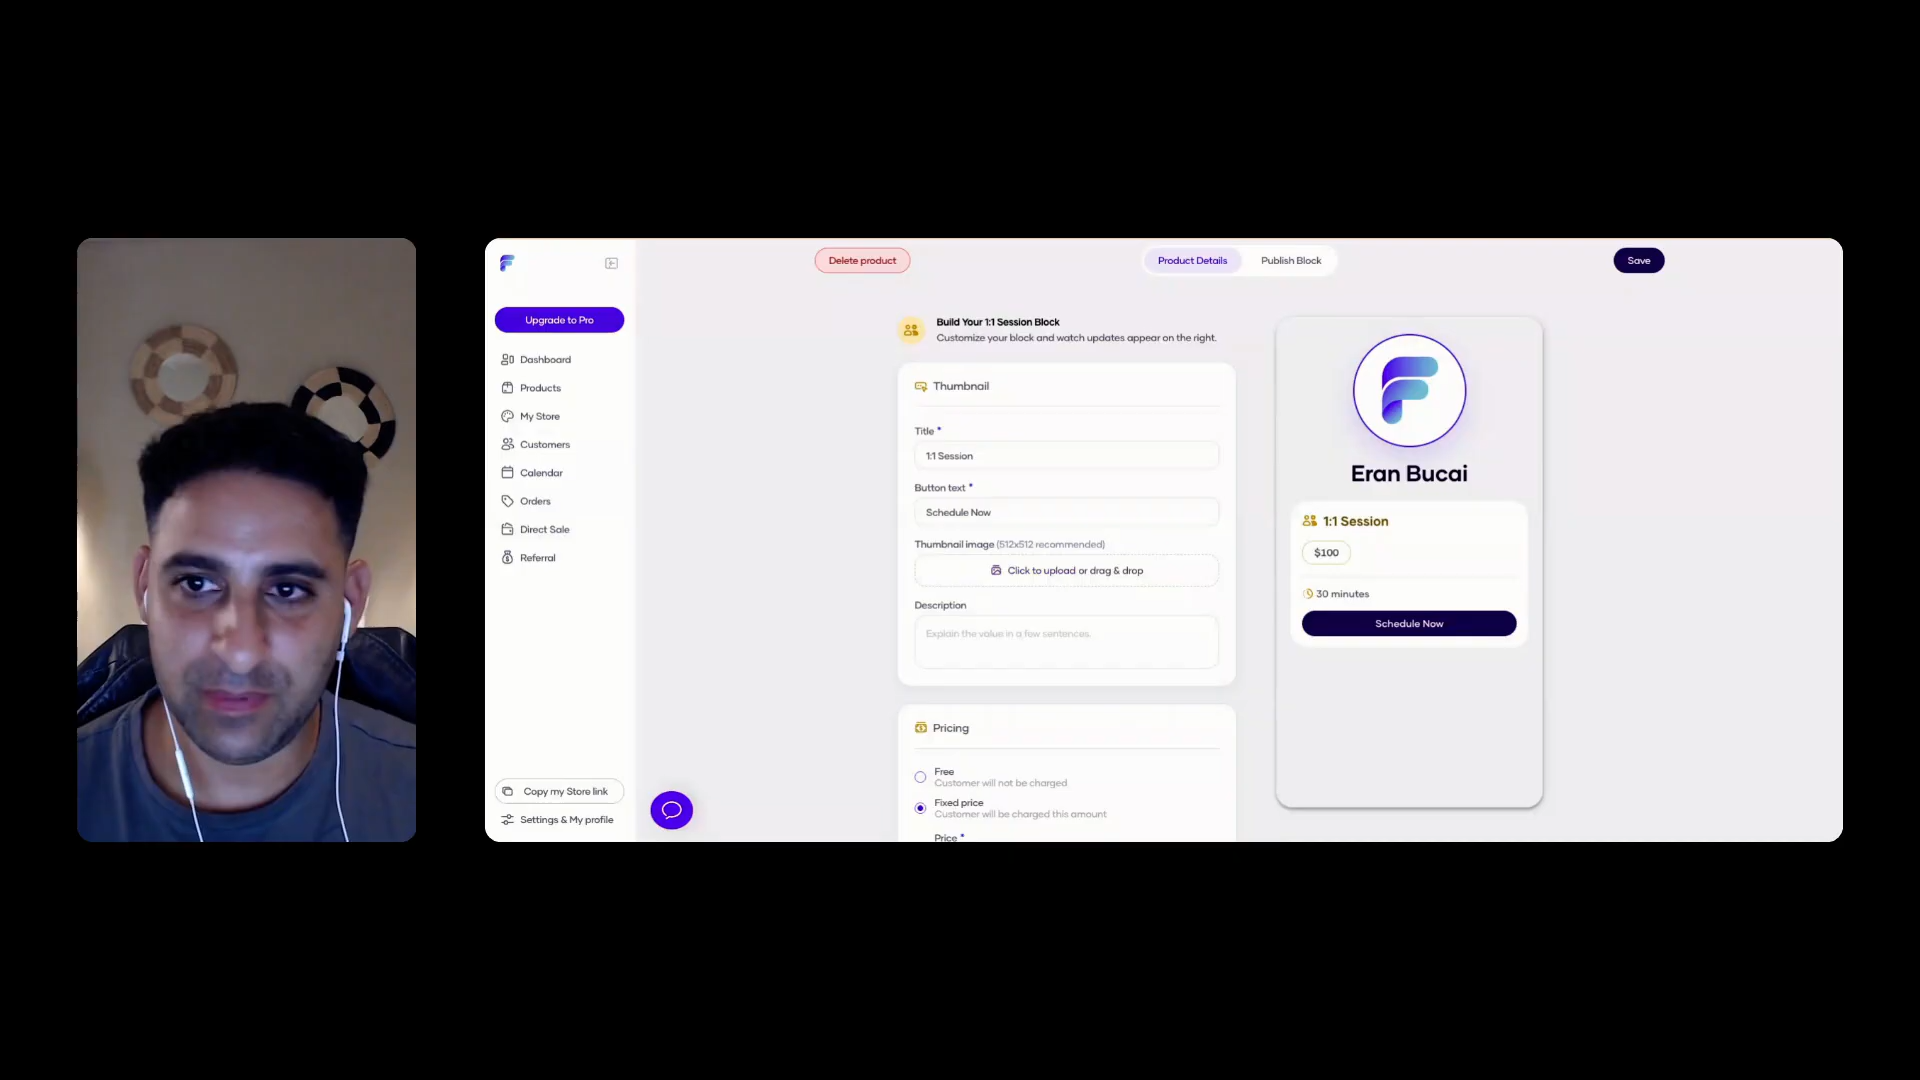 Delete product
Product Details
Publish Block
Save
Upgrade to Pro
Dashboard
Products
My Store
Customers
Calendar
Orders
Direct Sale
Referral
Copy my Store link
Settings & My profile
Build Your 1:1 Session Block
Customize your block and watch updates appear on the right.
Thumbnail
Title *
1:1 Session
Button text *
Schedule Now
Thumbnail image (512x512 recommended)
Click to upload or drag & drop
Description
Explain the value in a few sentences.
Pricing
Free
Customer will not be charged
Fixed price
Customer will be charged this amount
Price *
Eran Bucai
1:1 Session
$100
30 minutes
Schedule Now